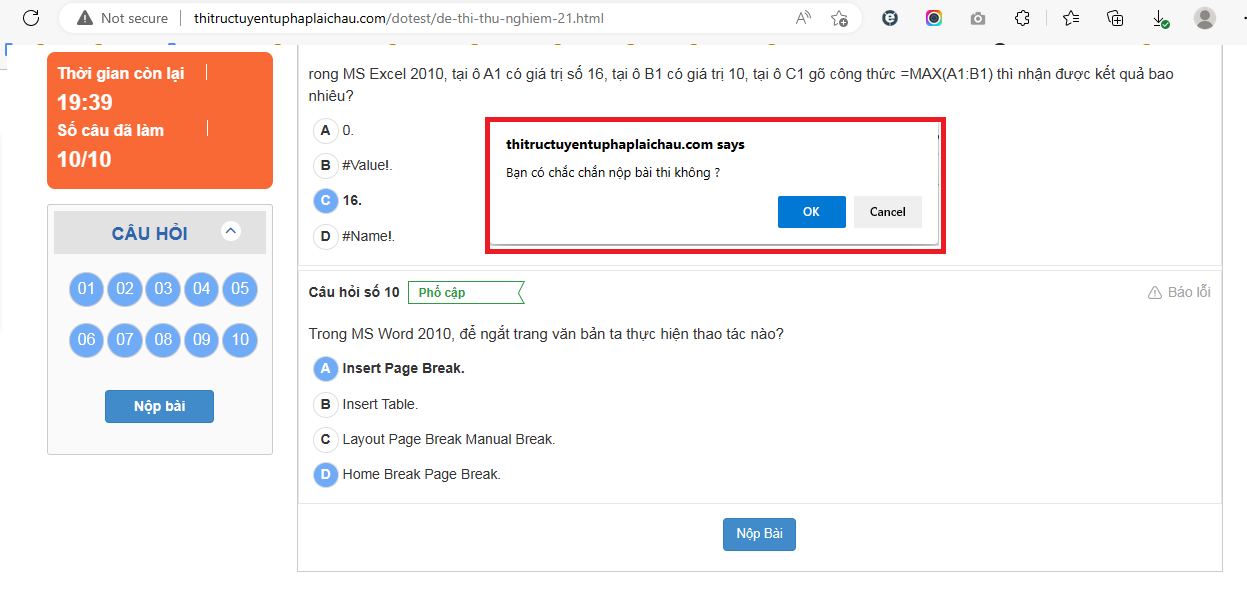 Not secure
thitructuyentuphaplaichau.com/dotest/de-thi-thu-nghiem-21.html
Thời gian còn lại
19:39
Số câu đã làm
10/10
CÂU HỎI
01 02 03 04 05
06 07 08 09 10
Nộp bài
rong MS Excel 2010, tại ô A1 có giá trị số 16, tại ô B1 có giá trị 10, tại ô C1 gõ công thức =MAX(A1:B1) thì nhận được kết quả bao
nhiêu?
A 0.
B #Value!.
C 16.
D #Name!.
thitructuyentuphaplaichau.com says
Bạn có chắc chắn nộp bài thi không ?
OK Cancel
Câu hỏi số 10 Phổ cập Báo lỗi
Trong MS Word 2010, để ngắt trang văn bản ta thực hiện thao tác nào?
A Insert Page Break.
B Insert Table.
C Layout Page Break Manual Break.
D Home Break Page Break.
Nộp Bài